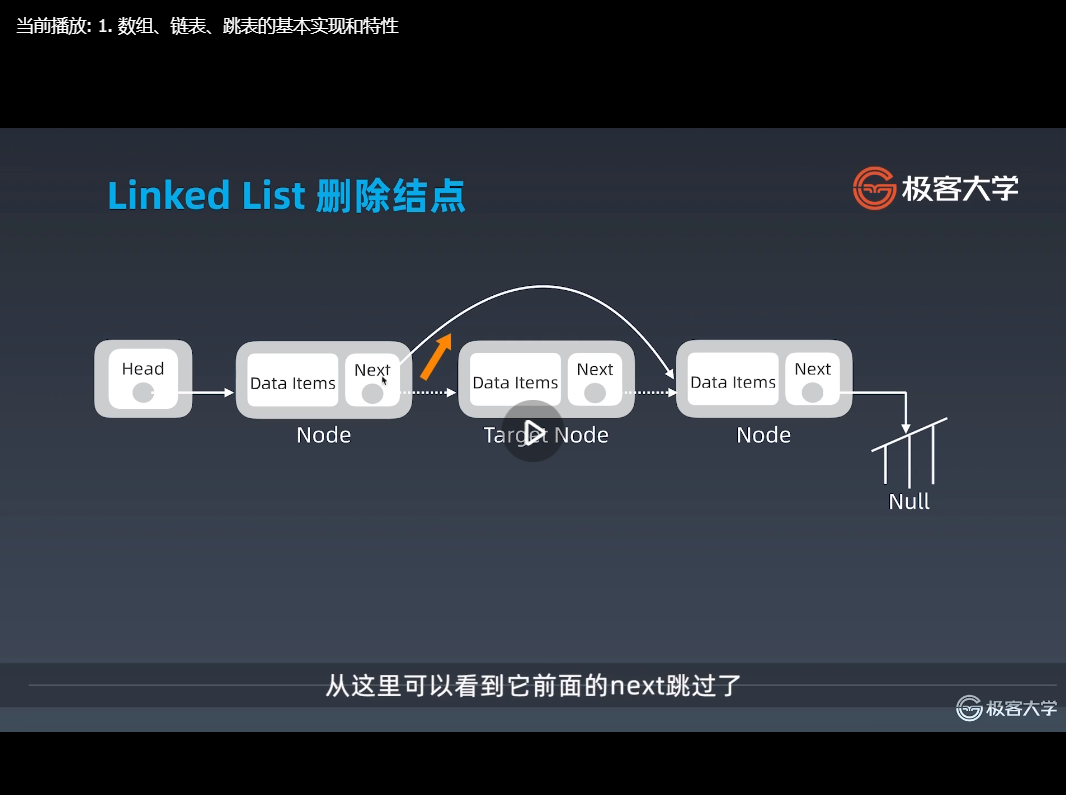 当前播放: 1. 数组、链表、跳表的基本实现和特性
Linked List 删除结点
极客大学
Head
Data Items
Next
Data Items
Next
Data Items
Next
Node
Target Node
Node
Null
从这里可以看到它前面的next跳过了
极客大学